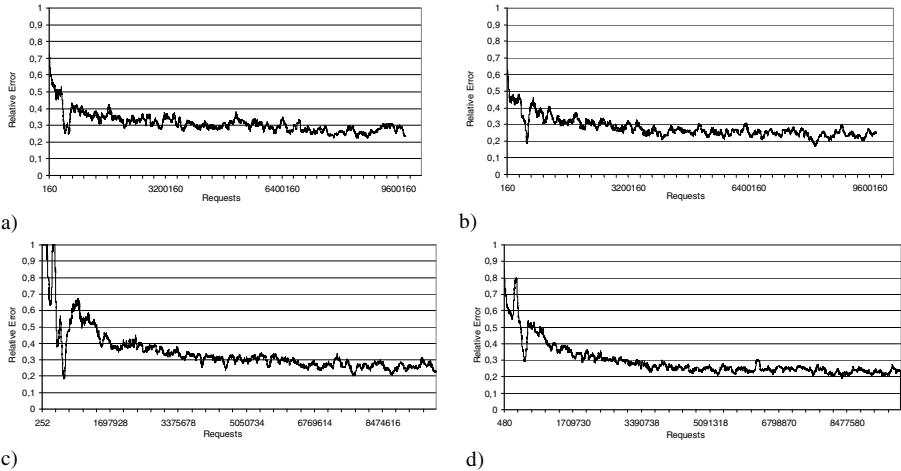 1
0,9
0,8
0,7
0,6
0,5
0,4
0,3
0,2
0,1
0
Relative Error
160 3200160 6400160 9600160
Requests
a)
1
0,9
0,8
0,7
0,6
0,5
0,4
0,3
0,2
0,1
0
Relative Error
160 3200160 6400160 9600160
Requests
b)
1
0,9
0,8
0,7
0,6
0,5
0,4
0,3
0,2
0,1
0
Relative Error
252 1697928 3375678 5050734 6769614 8474616
Requests
c)
1
0,9
0,8
0,7
0,6
0,5
0,4
0,3
0,2
0,1
0
Relative Error
480 1709730 3390738 5091318 6798870 8477580
Requests
d)